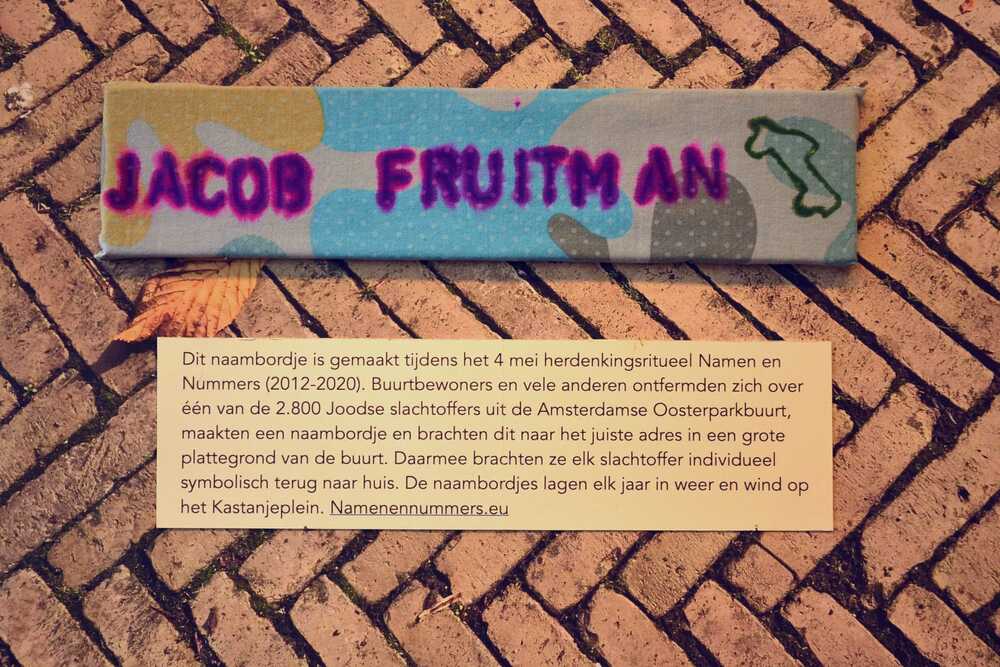 JACOB FRUITMAN
Dit naambordje is gemaakt tijdens het 4 mei herdenkingsritueel Namen en
Nummers (2012-2020). Buurtbewoners en vele anderen ontfermden zich over
één van de 2.800 Joodse slachtoffers uit de Amsterdamse Oosterparkbuurt,
maakten een naambordje en brachten dit naar het juiste adres in een grote
plattegrond van de buurt. Daarmee brachten ze elk slachtoffer individueel
symbolisch terug naar huis. De naambordjes lagen elk jaar in weer en wind op
het Kastanjeplein. Namenennummers.eu